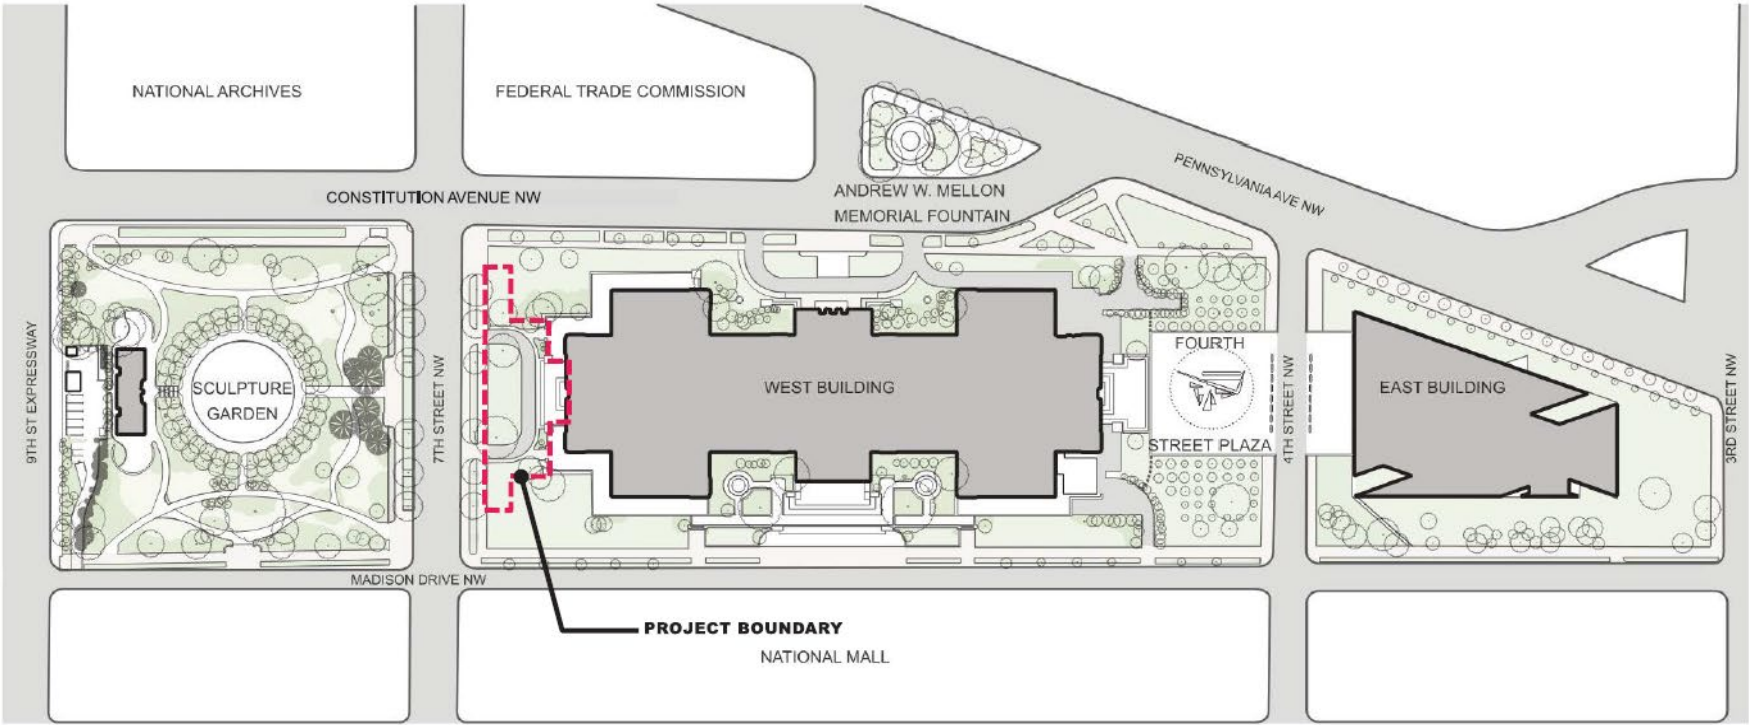 NATIONAL ARCHIVES
FEDERAL TRADE COMMISSION
PENNSYLVANIA AVE NW
CONSTITUTION AVENUE NW
ANDREW W. MELLON
MEMORIAL FOUNTAIN
9TH ST EXPRESSWAY
SCULPTURE
GARDEN
7TH STREET NW
WEST BUILDING
FOURTH
STREET PLAZA
4TH STREET NW
EAST BUILDING
3RD STREET NW
MADISON DRIVE NW
PROJECT BOUNDARY
NATIONAL MALL